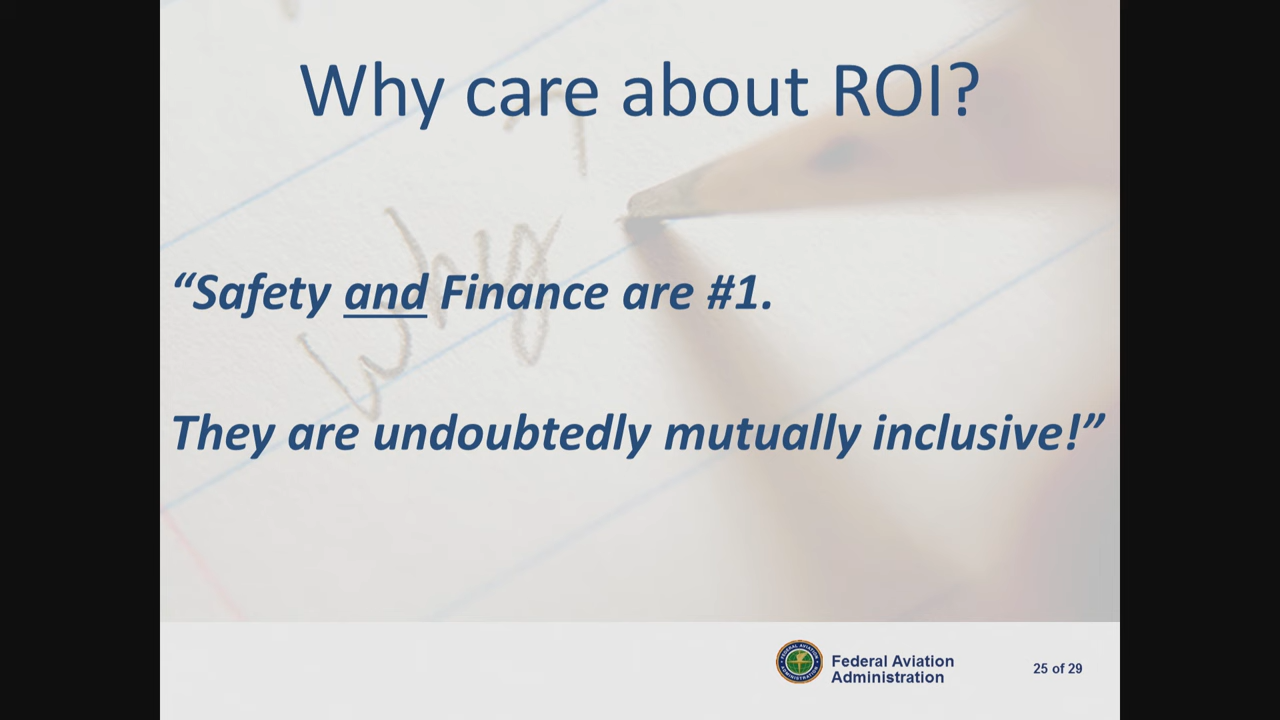 Why care about ROI?
Why?
“Safety and Finance are #1.
They are undoubtedly mutually inclusive!”
Federal Aviation
Administration
25 of 29